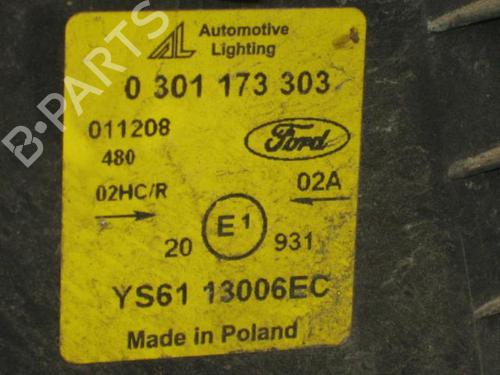 AL Automotive
Lighting
0 301 173 303
011208
Ford
480
02HC/R
02A
E1
20
931
YS61 13006EC
Made in Poland
B-PARTS